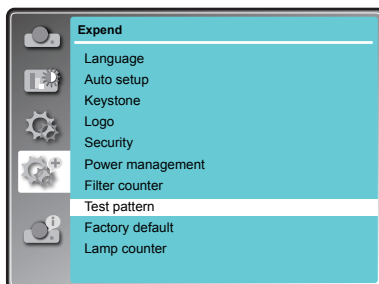 Expend
Language
Auto setup
Keystone
Logo
Security
Power management
Filter counter
Test pattern
Factory default
Lamp counter